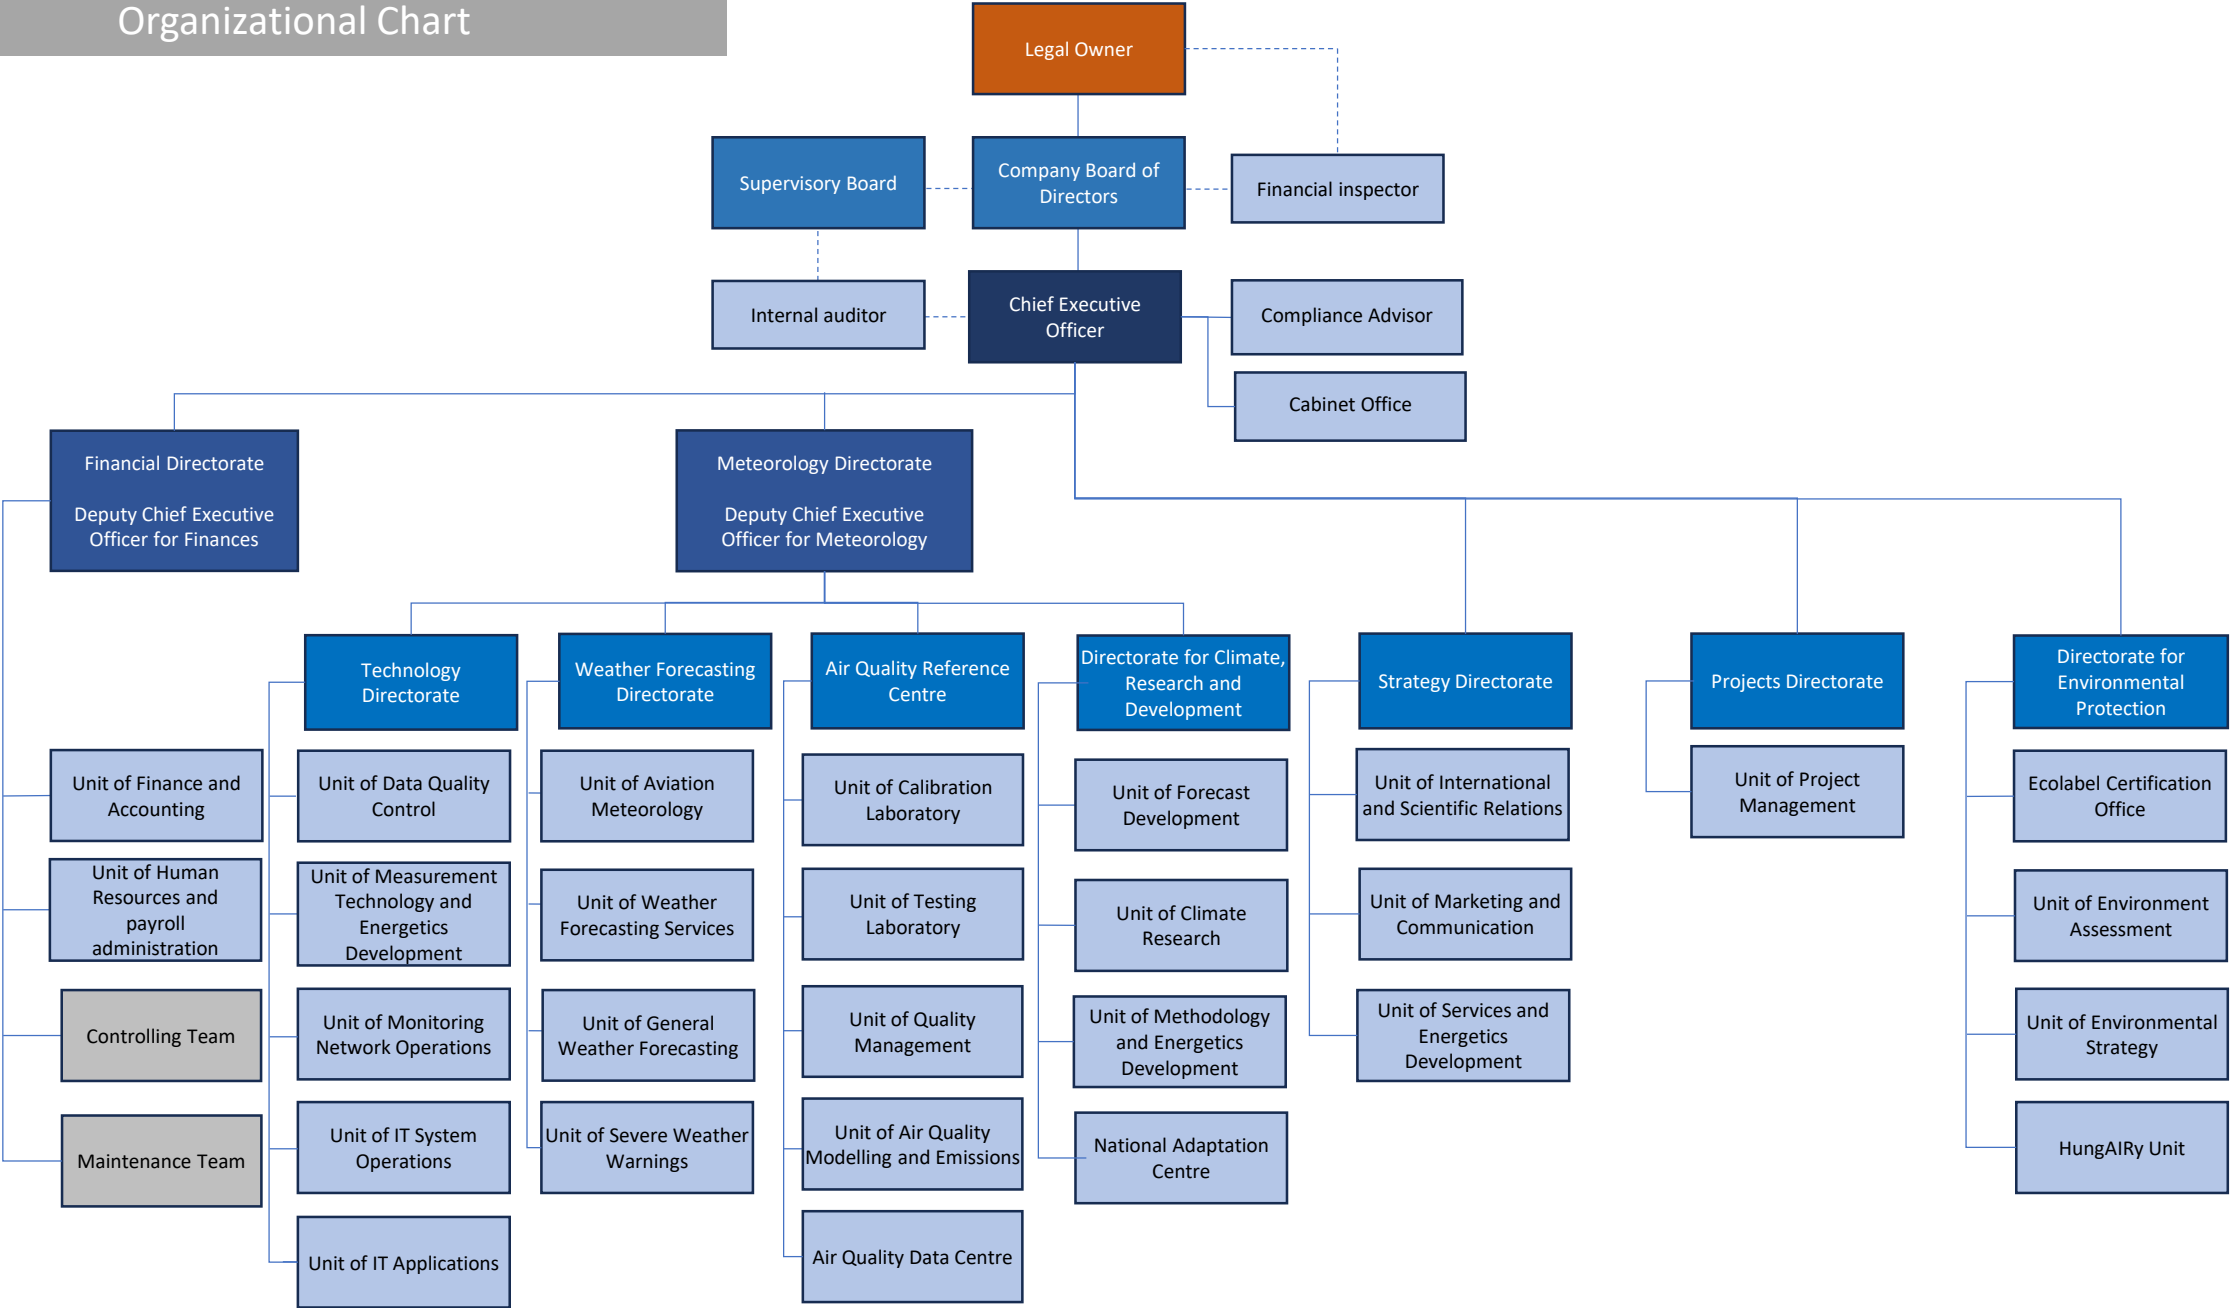 Organizational Chart
Legal Owner
Supervisory Board
Company Board of
Directors
Financial inspector
Internal auditor
Chief Executive
Officer
Compliance Advisor
Cabinet Office
Financial Directorate
Deputy Chief Executive
Officer for Finances
Meteorology Directorate
Deputy Chief Executive
Officer for Meteorology
Technology
Directorate
Weather Forecasting
Directorate
Air Quality Reference
Centre
Directorate for Climate,
Research and
Development
Strategy Directorate
Projects Directorate
Directorate for
Environmental
Protection
Unit of Finance and
Accounting
Unit of Human
Resources and
payroll
administration
Controlling Team
Maintenance Team
Unit of Data Quality
Control
Unit of Measurement
Technology and
Energetics
Development
Unit of Monitoring
Network Operations
Unit of IT System
Operations
Unit of IT Applications
Unit of Aviation
Meteorology
Unit of Weather
Forecasting Services
Unit of General
Weather Forecasting
Unit of Severe Weather
Warnings
Unit of Calibration
Laboratory
Unit of Testing
Laboratory
Unit of Quality
Management
Unit of Air Quality
Modelling and Emissions
Air Quality Data Centre
Unit of Forecast
Development
Unit of Climate
Research
Unit of Methodology
and Energetics
Development
National Adaptation
Centre
Unit of International
and Scientific Relations
Unit of Marketing and
Communication
Unit of Services and
Energetics
Development
Unit of Project
Management
Ecolabel Certification
Office
Unit of Environment
Assessment
Unit of Environmental
Strategy
HungAIRy Unit